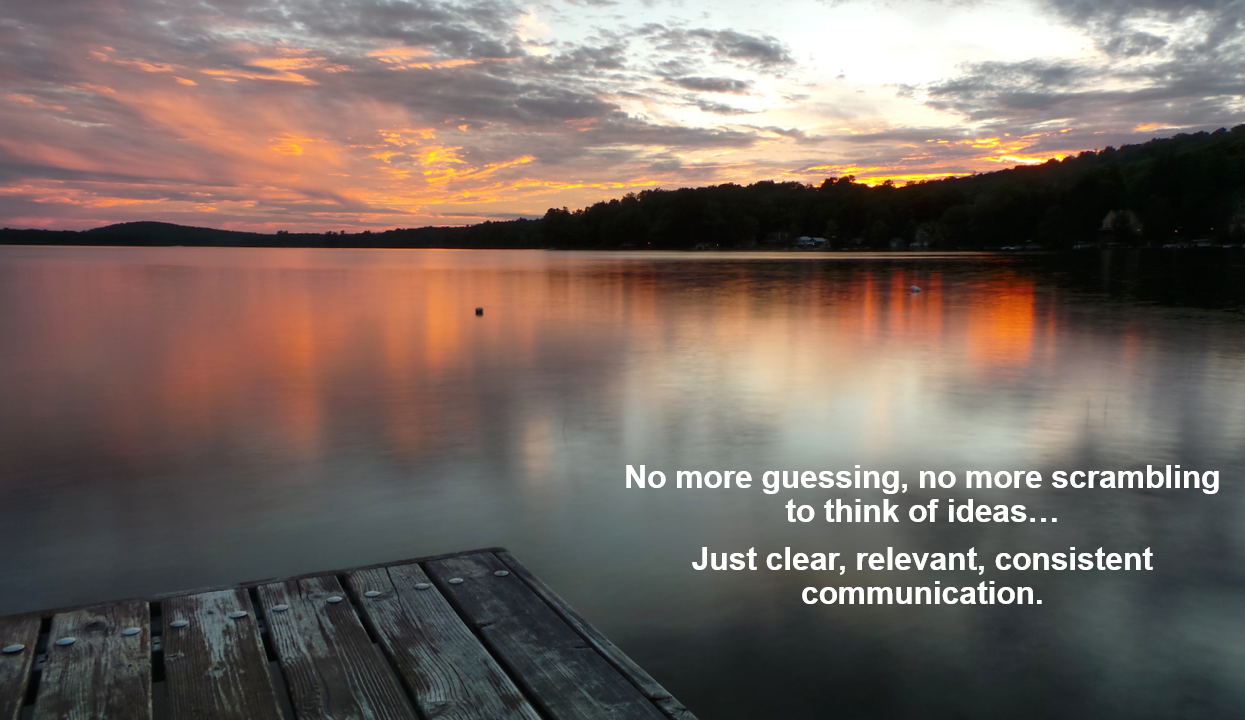 No more guessing, no more scrambling
to think of ideas…
Just clear, relevant, consistent
communication.